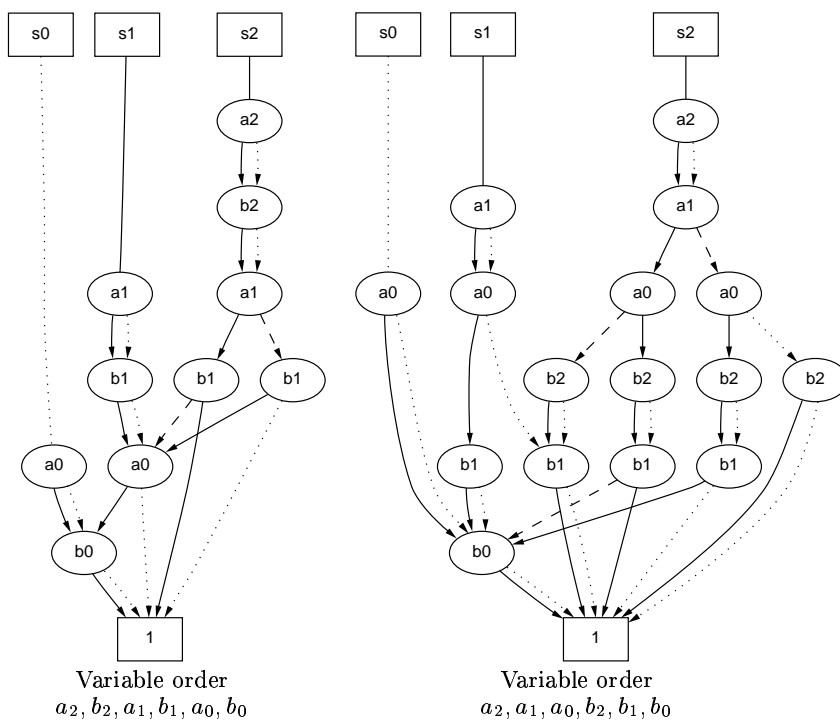 s0 s1 s2 s0 s1 s2
a2 a2
b2 a1 a1
a1 a1 a0 a0 a0 a0
b1 b1 b1 b2 b2 b2 b2
a0 a0 b1 b1 b1 b1
b0 b0
1 1
Variable order Variable order
a₂, b₂, a₁, b₁, a₀, b₀ a₂, a₁, a₀, b₂, b₁, b₀